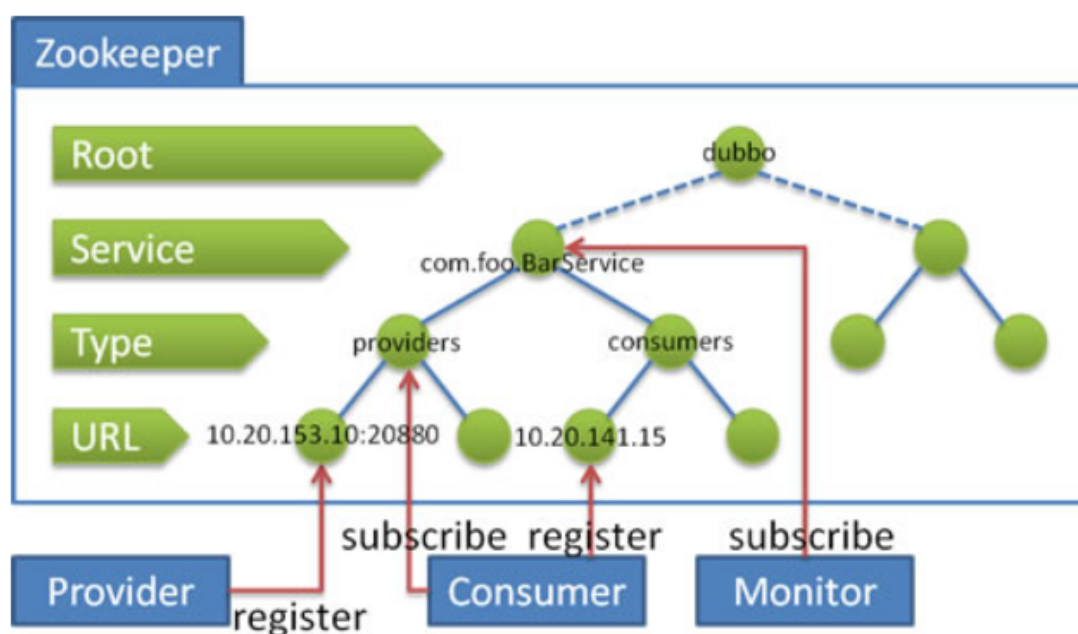 Zookeeper
Root
dubbo
Service
com.foo.BarService
Type
providers
consumers
URL
10.20.153.10:20880
10.20.141.15
subscribe
register
subscribe
Provider
register
Consumer
Monitor